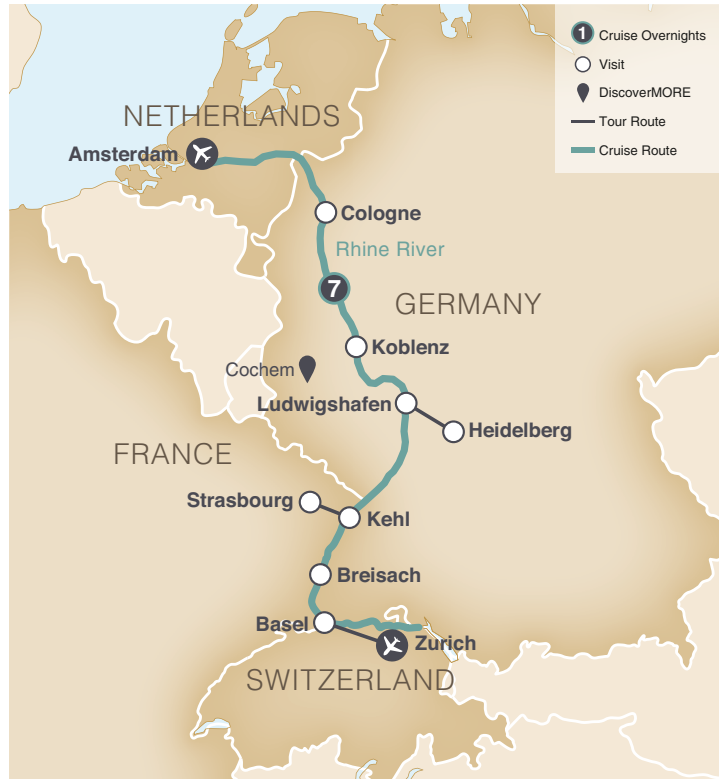 1 Cruise Overnights
Visit
DiscoverMORE
Tour Route
Cruise Route
NETHERLANDS
Amsterdam
Cologne
Rhine River
7
GERMANY
Koblenz
Cochem
Ludwigshafen
Heidelberg
FRANCE
Strasbourg
Kehl
Breisach
Basel
Zurich
SWITZERLAND